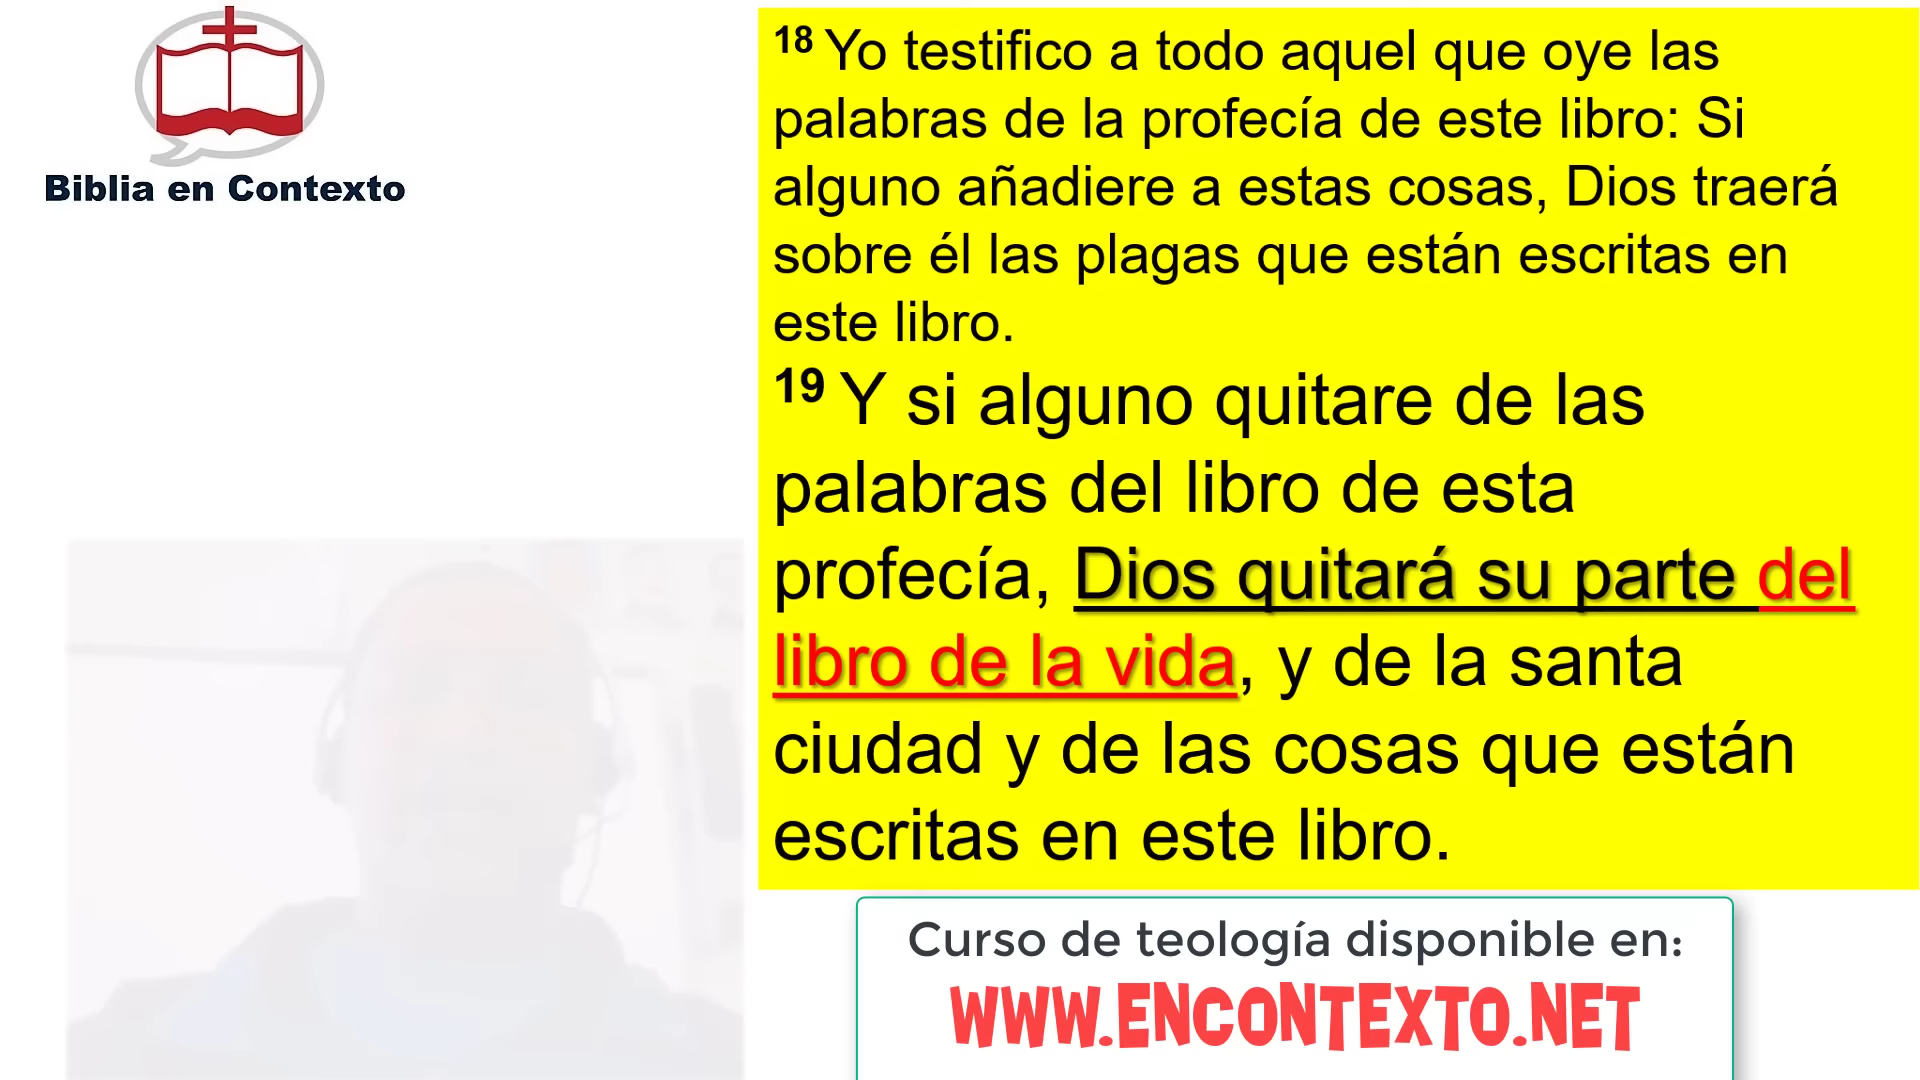 Biblia en Contexto
18 Yo testifico a todo aquel que oye las
palabras de la profecía de este libro: Si
alguno añadiere a estas cosas, Dios traerá
sobre él las plagas que están escritas en
este libro.
19 Y si alguno quitare de las
palabras del libro de esta
profecía, Dios quitará su parte del
libro de la vida, y de la santa
ciudad y de las cosas que están
escritas en este libro.
Curso de teología disponible en:
WWW.ENCONTEXTO.NET